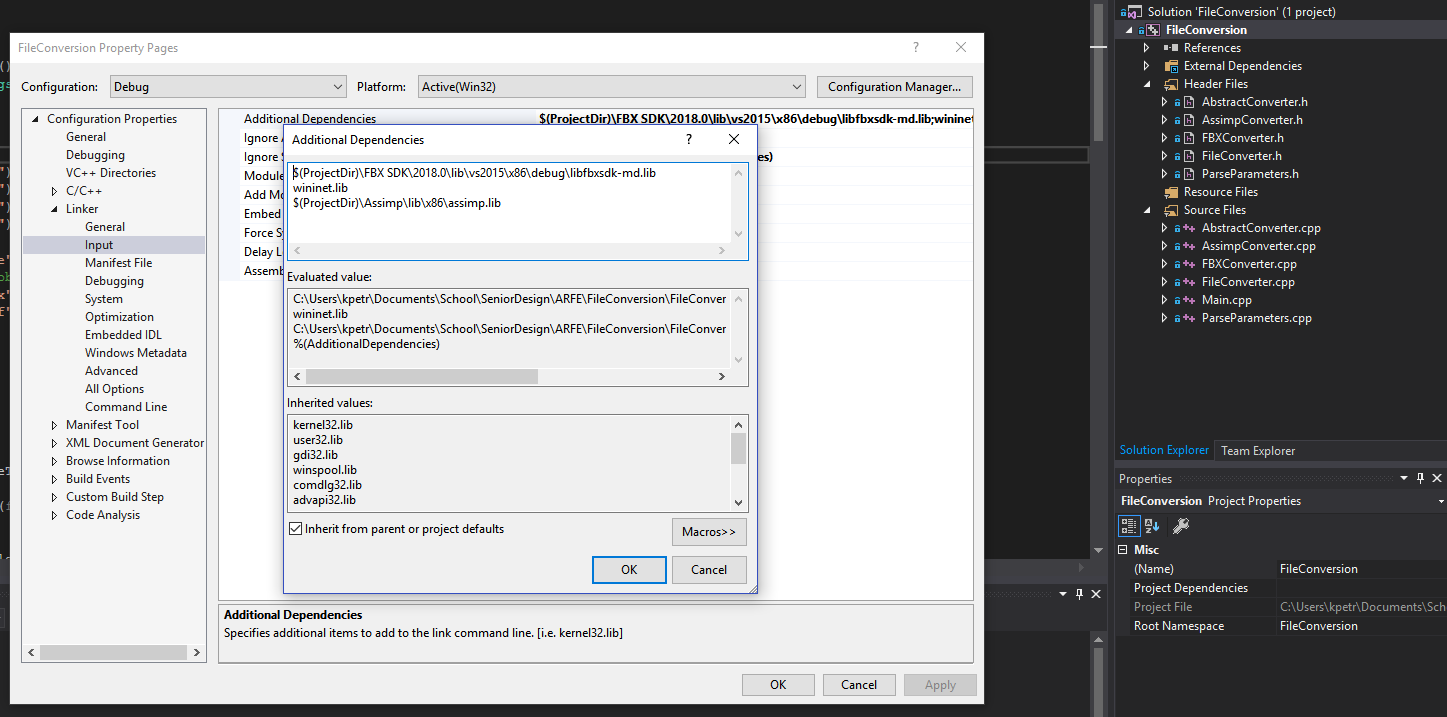 FileConversion Property Pages
?
Configuration:
Debug
Platform:
Active(Win32)
Configuration Manager...
Configuration Properties
General
Debugging
VC++ Directories
C/C++
Linker
General
Input
Manifest File
Debugging
System
Optimization
Embedded IDL
Windows Metadata
Advanced
All Options
Command Line
Manifest Tool
XML Document Generator
Browse Information
Build Events
Custom Build Step
Code Analysis
Additional Dependencies
$(ProjectDir)\FBX SDK\2018.0\lib\vs2015\x86\debug\libfbxsdk-md.lib;wininet
Ignore
Ignore
Module
Add
Embed
Force
Delay
Additional Dependencies
?
$(ProjectDir)\FBX SDK\2018.0\lib\vs2015\x86\debug\libfbxsdk-md.lib
wininet.lib
$(ProjectDir)\Assimp\lib\x86\assimp.lib
Evaluated value:
C:\Users\kpetr\Documents\School\SeniorDesign\ARFE\FileConversion\FileConver
wininet.lib
C:\Users\kpetr\Documents\School\SeniorDesign\ARFE\FileConversion\FileConver
%(AdditionalDependencies)
Inherited values:
kernel32.lib
user32.lib
gdi32.lib
winspool.lib
comdlg32.lib
advapi32.lib
Inherit from parent or project defaults
Macros>>
OK
Cancel
Additional Dependencies
Specifies additional items to add to the link command line. [i.e. kernel32.lib]
OK
Cancel
Apply
Solution 'FileConversion' (1 project)
FileConversion
References
External Dependencies
Header Files
AbstractConverter.h
AssimpConverter.h
FBXConverter.h
FileConverter.h
ParseParameters.h
Resource Files
Source Files
AbstractConverter.cpp
AssimpConverter.cpp
FBXConverter.cpp
FileConverter.cpp
Main.cpp
ParseParameters.cpp
Solution Explorer
Team Explorer
Properties
FileConversion Project Properties
Misc
(Name) FileConversion
Project Dependencies
Project File C:\Users\kpetr\Documents\Sch
Root Namespace FileConversion